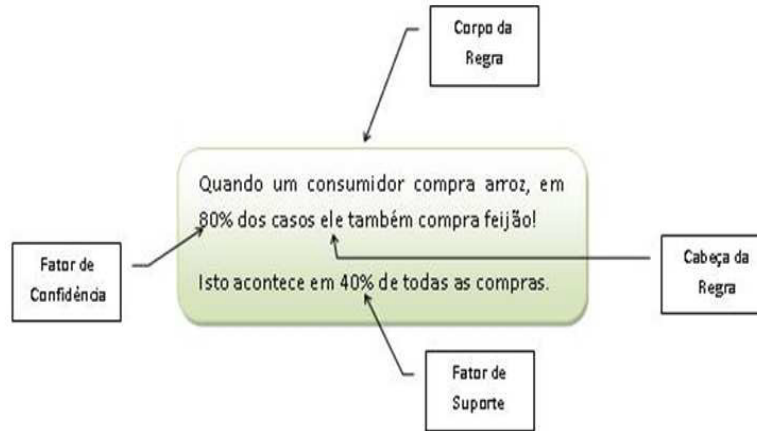 Corpo da
Regra
Quando um consumidor compra arroz, em
80% dos casos ele também compra feijão!
Fator de
Confidência
Cabeça da
Regra
Isto acontece em 40% de todas as compras.
Fator de
Suporte